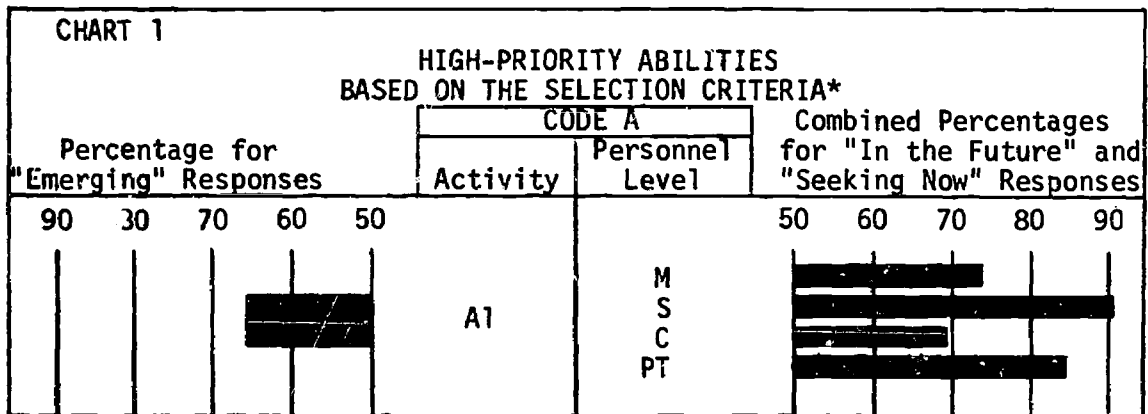 CHART 1
HIGH-PRIORITY ABILITIES
BASED ON THE SELECTION CRITERIA*
CODE A
Percentage for
"Emerging" Responses
Activity
Personnel
Level
Combined Percentages
for "In the Future" and
"Seeking Now" Responses
90 30 70 60 50
50 60 70 80 90
A1
M
S
C
PT